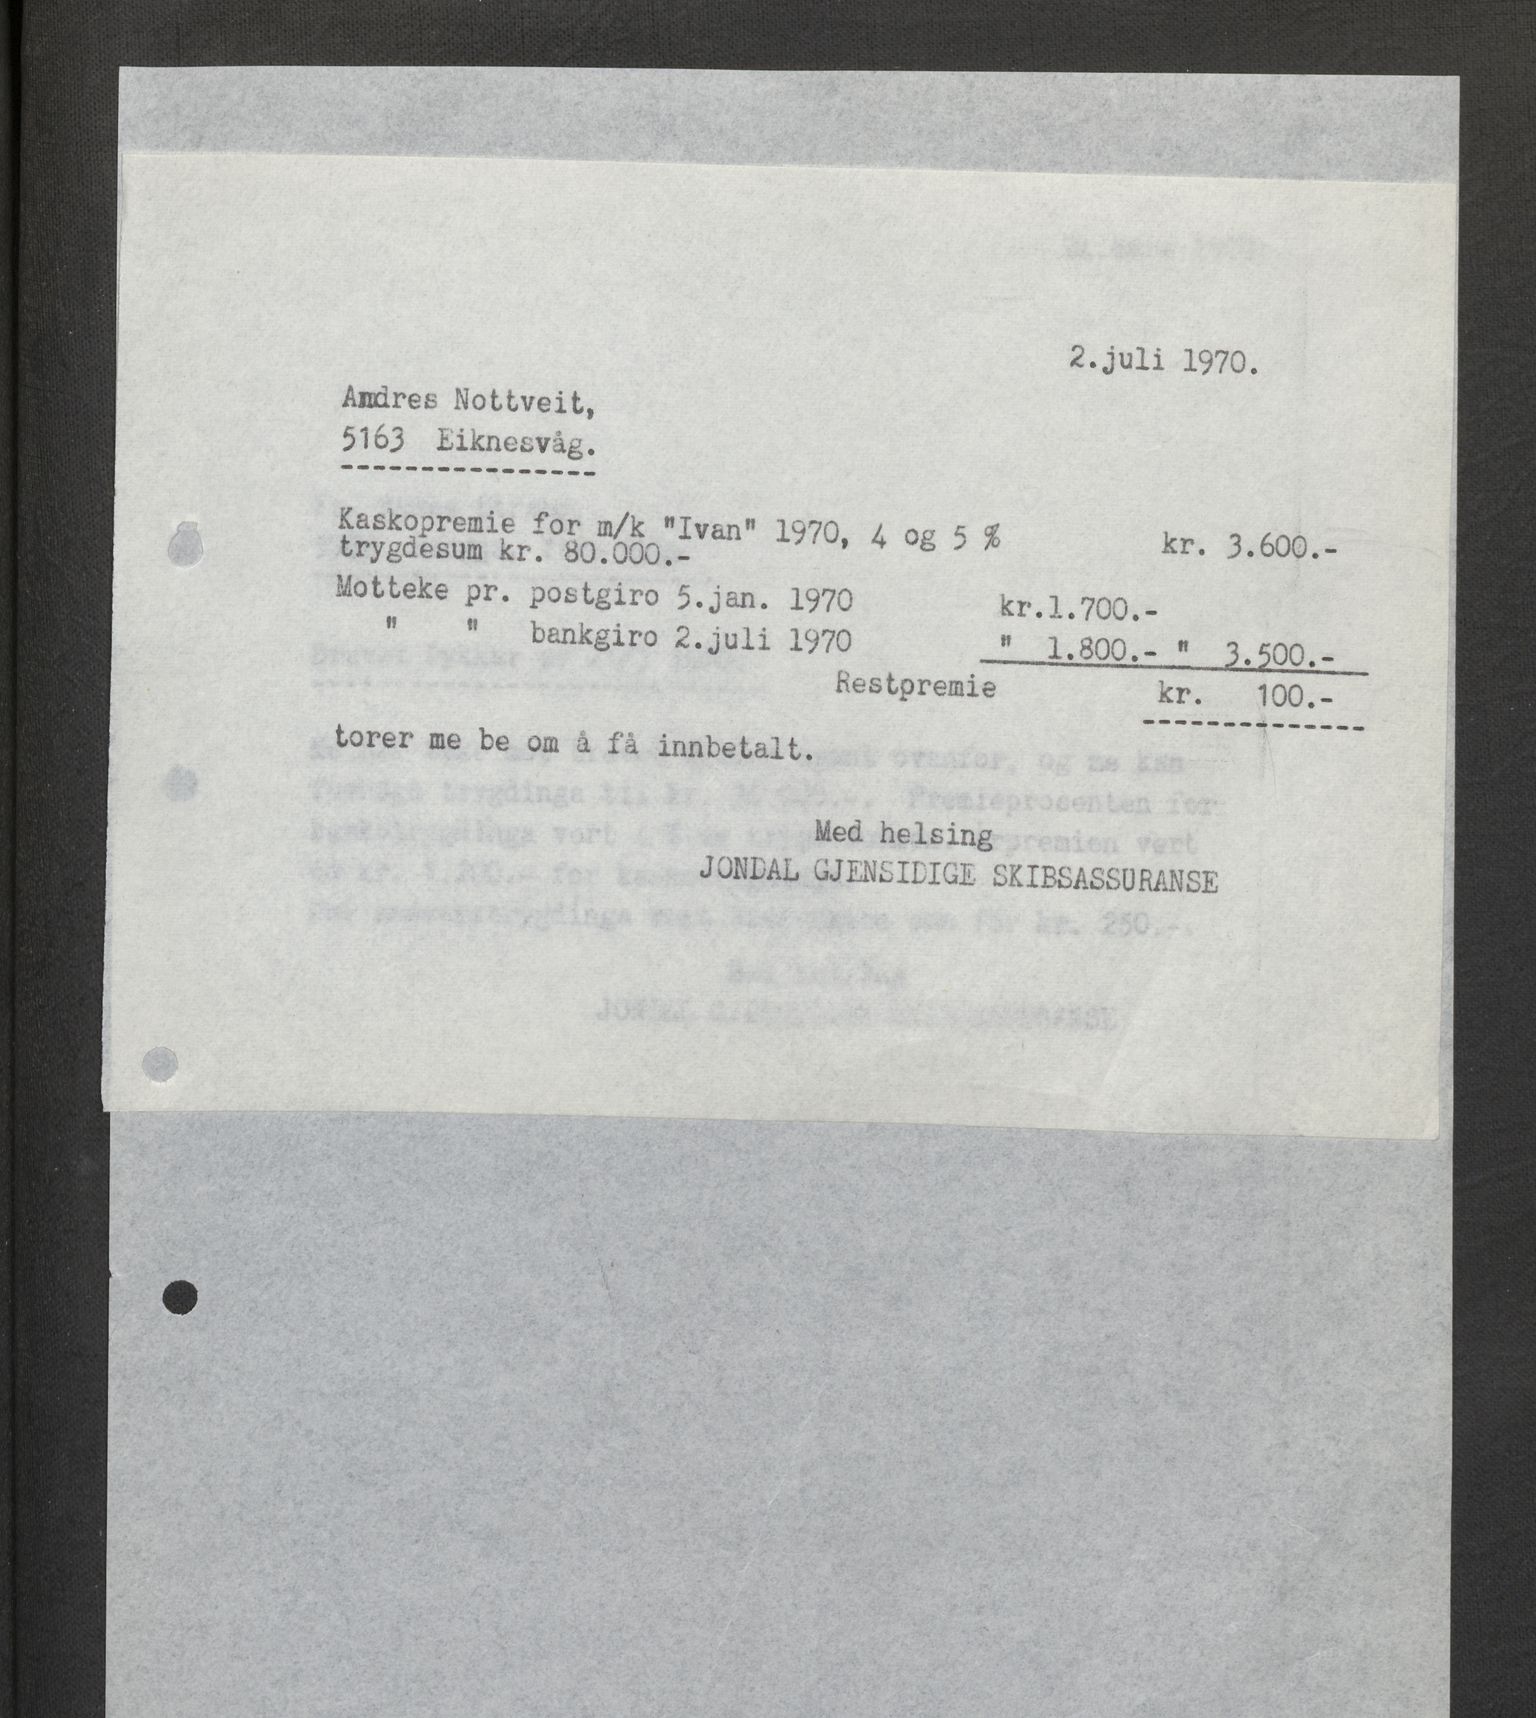 2.juli 1970.
Andres Nottveit,
5163 Eiknesvåg.
----------------
Kaskopremie for m/k "Ivan" 1970, 4 og 5 % kr. 3.600.-
trygdesum kr. 80.000.-
Motteke pr. postgiro 5.jan. 1970 kr.1.700.-
" " bankgiro 2.juli 1970 " 1.800.- " 3.500.-
Restpremie kr. 100.-
--------------
torer me be om å få innbetalt.
Med helsing
JONDAL GJENSIDIGE SKIBSASSURANSE